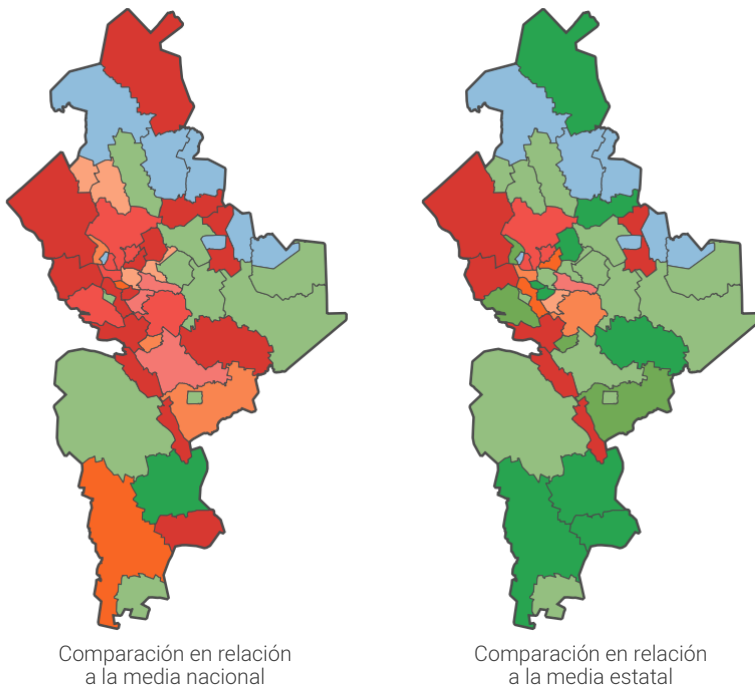 Comparación en relación
a la media nacional
Comparación en relación
a la media estatal